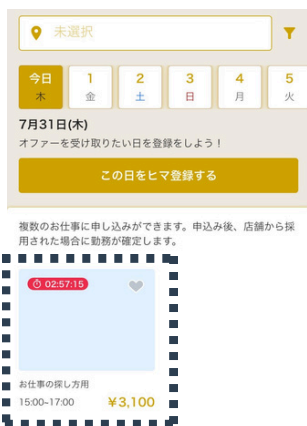 未選択
今日 1 2 3 4 5
木 金 土 日 月 火
7月31日(木)
オファーを受け取りたい日を登録をしよう！
この日をヒマ登録する
複数のお仕事に申し込みができます。申込み後、店舗から採
用された場合に勤務が確定します。
02:57:15
お仕事の探し方用
15:00~17:00 ¥3,100